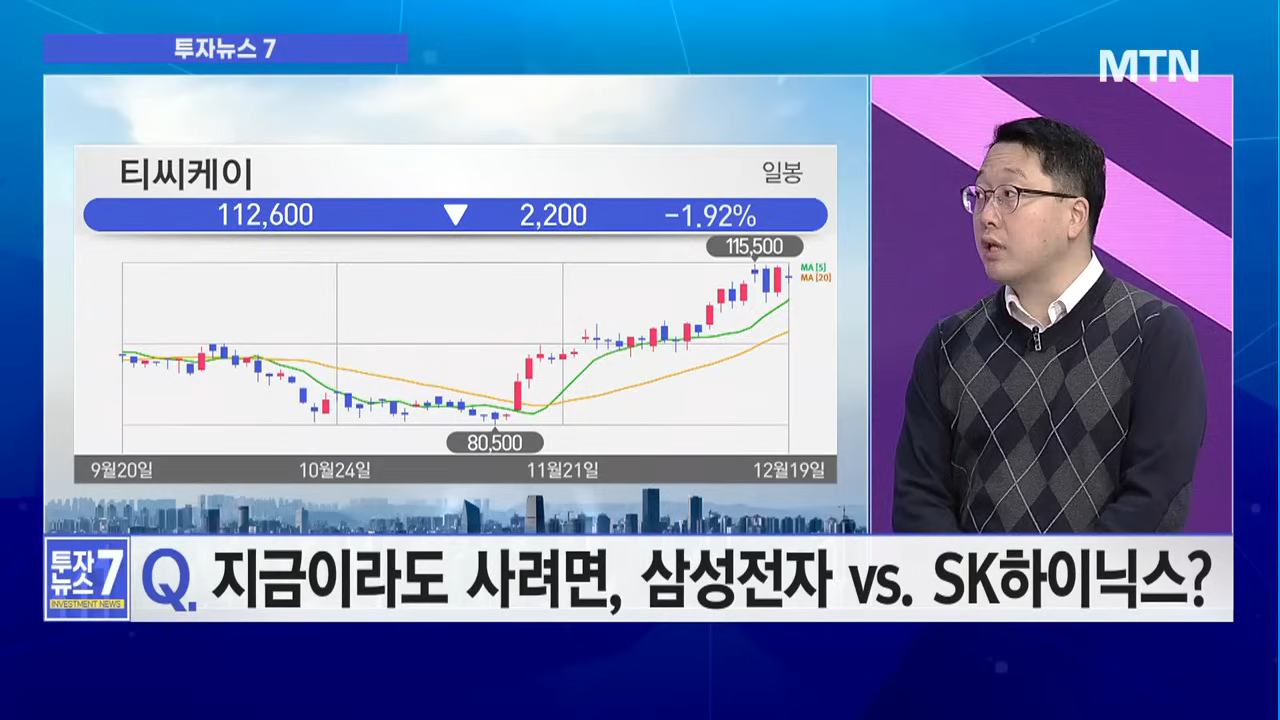 투자뉴스 7
MTN
티씨케이
일봉
112,600 ▼ 2,200 -1.92%
115,500
MA [5]
MA [20]
80,500
9월20일 10월24일 11월21일 12월19일
투자
뉴스 7
INVESTMENT NEWS
Q. 지금이라도 사려면, 삼성전자 vs. SK하이닉스?